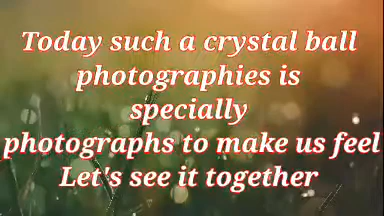 Today such a crystal ball
photographies is
specially
photographs to make us feel
Let's see it together